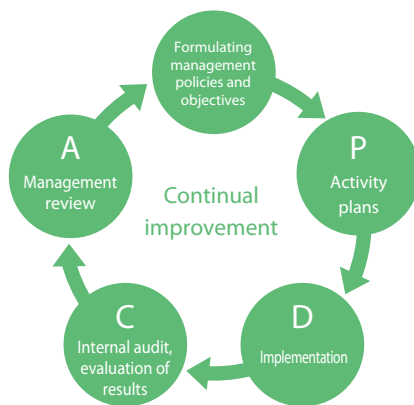 Formulating
management
policies and
objectives
P
Activity
plans
D
Implementation
C
Internal audit,
evaluation of
results
A
Management
review
Continual
improvement